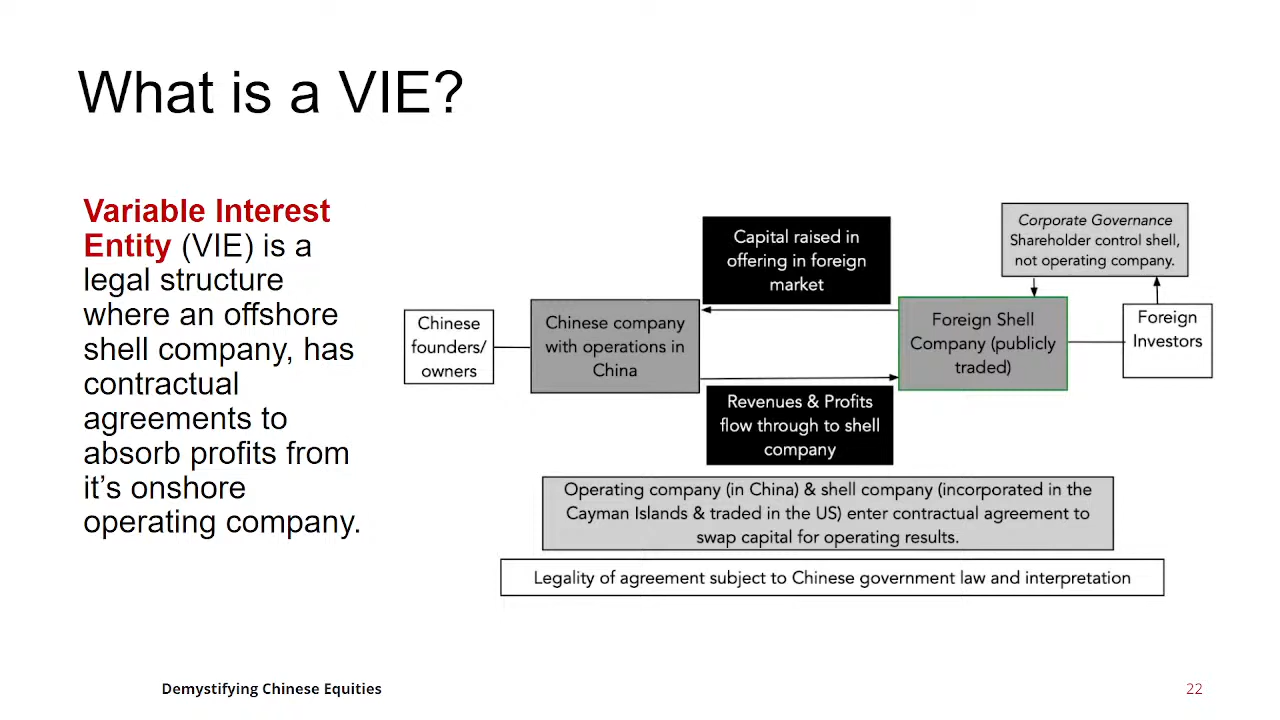 What is a VIE?
Variable Interest
Entity (VIE) is a
legal structure
where an offshore
shell company, has
contractual
agreements to
absorb profits from
it’s onshore
operating company.
Chinese
founders/
owners
Chinese company
with operations in
China
Capital raised in
offering in foreign
market
Revenues & Profits
flow through to shell
company
Foreign Shell
Company (publicly
traded)
Corporate Governance
Shareholder control shell,
not operating company.
Foreign
Investors
Operating company (in China) & shell company (incorporated in the
Cayman Islands & traded in the US) enter contractual agreement to
swap capital for operating results.
Legality of agreement subject to Chinese government law and interpretation
Demystifying Chinese Equities
22